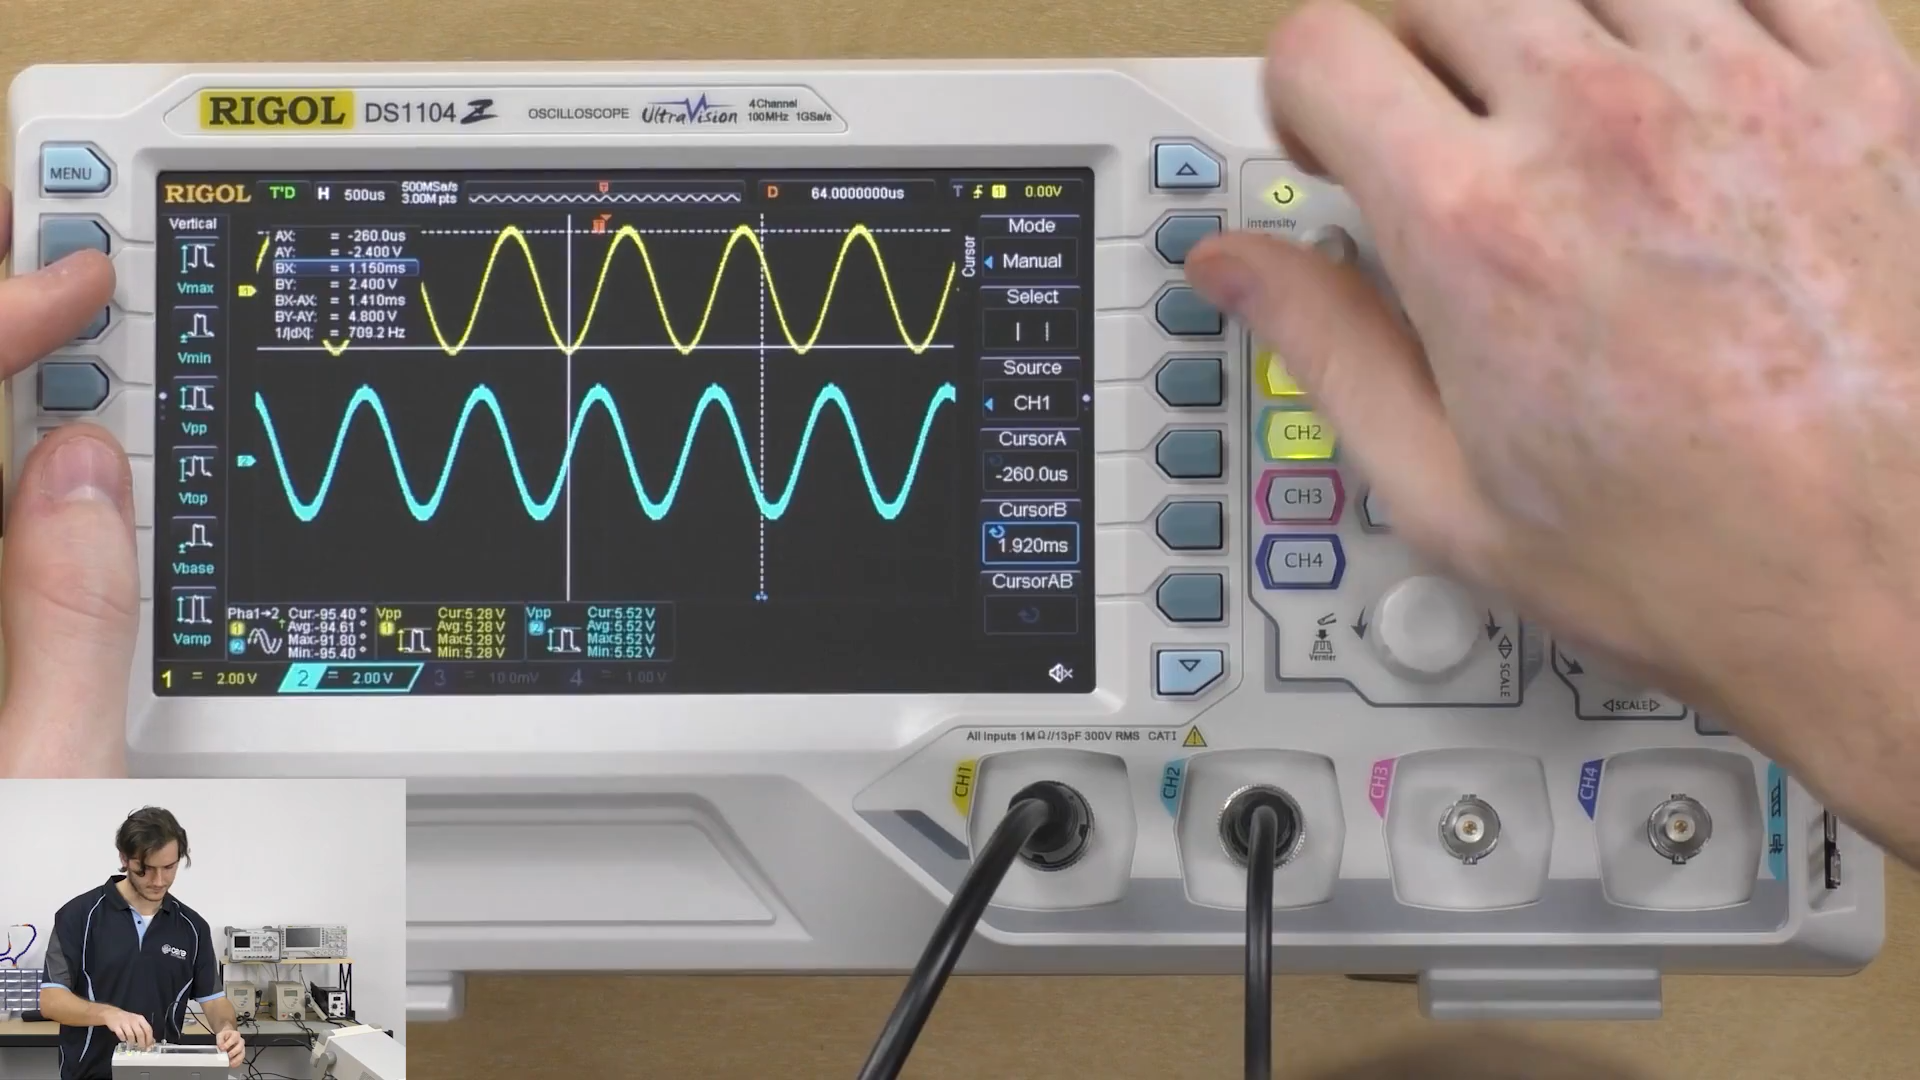 RIGOL DS1104 Z OSCILLOSCOPE UltraVision 4 Channel 100MHz 1GSa/s
MENU
RIGOL T'D H 500us 500MSa/s 3.00M pts D 64.0000000us T 1 0.00V
intensity
Vertical
Vmax
Vmin
Vpp
Vtop
Vbase
Vamp
AX: = -260.0us
AY: = -2.400 V
BX: = 1.150ms
BY: = 2.400 V
BX-AX: = 1.410ms
BY-AY: = 4.800 V
1/|dX|: = 709.2 Hz
1
2
Cursor
Mode
Manual
Select
Source
CH1
CursorA
-260.0us
CursorB
1.920ms
CursorAB
Pha1→2 Cur:-95.40 °
Avg:-94.61 °
Max:-91.80 °
Min:-95.40 °
Vpp Cur:5.28 V
Avg:5.28 V
Max:5.28 V
Min:5.28 V
Vpp Cur:5.52 V
Avg:5.52 V
Max:5.52 V
Min:5.52 V
1 = 2.00 V 2 = 2.00 V 3 = 10.0mV 4 = 1.00 V
CH2
CH3
CH4
Vernier
SCALE
SCALE
All inputs 1MΩ//13pF 300V RMS CATI
CH1
CH2
CH3
CH4